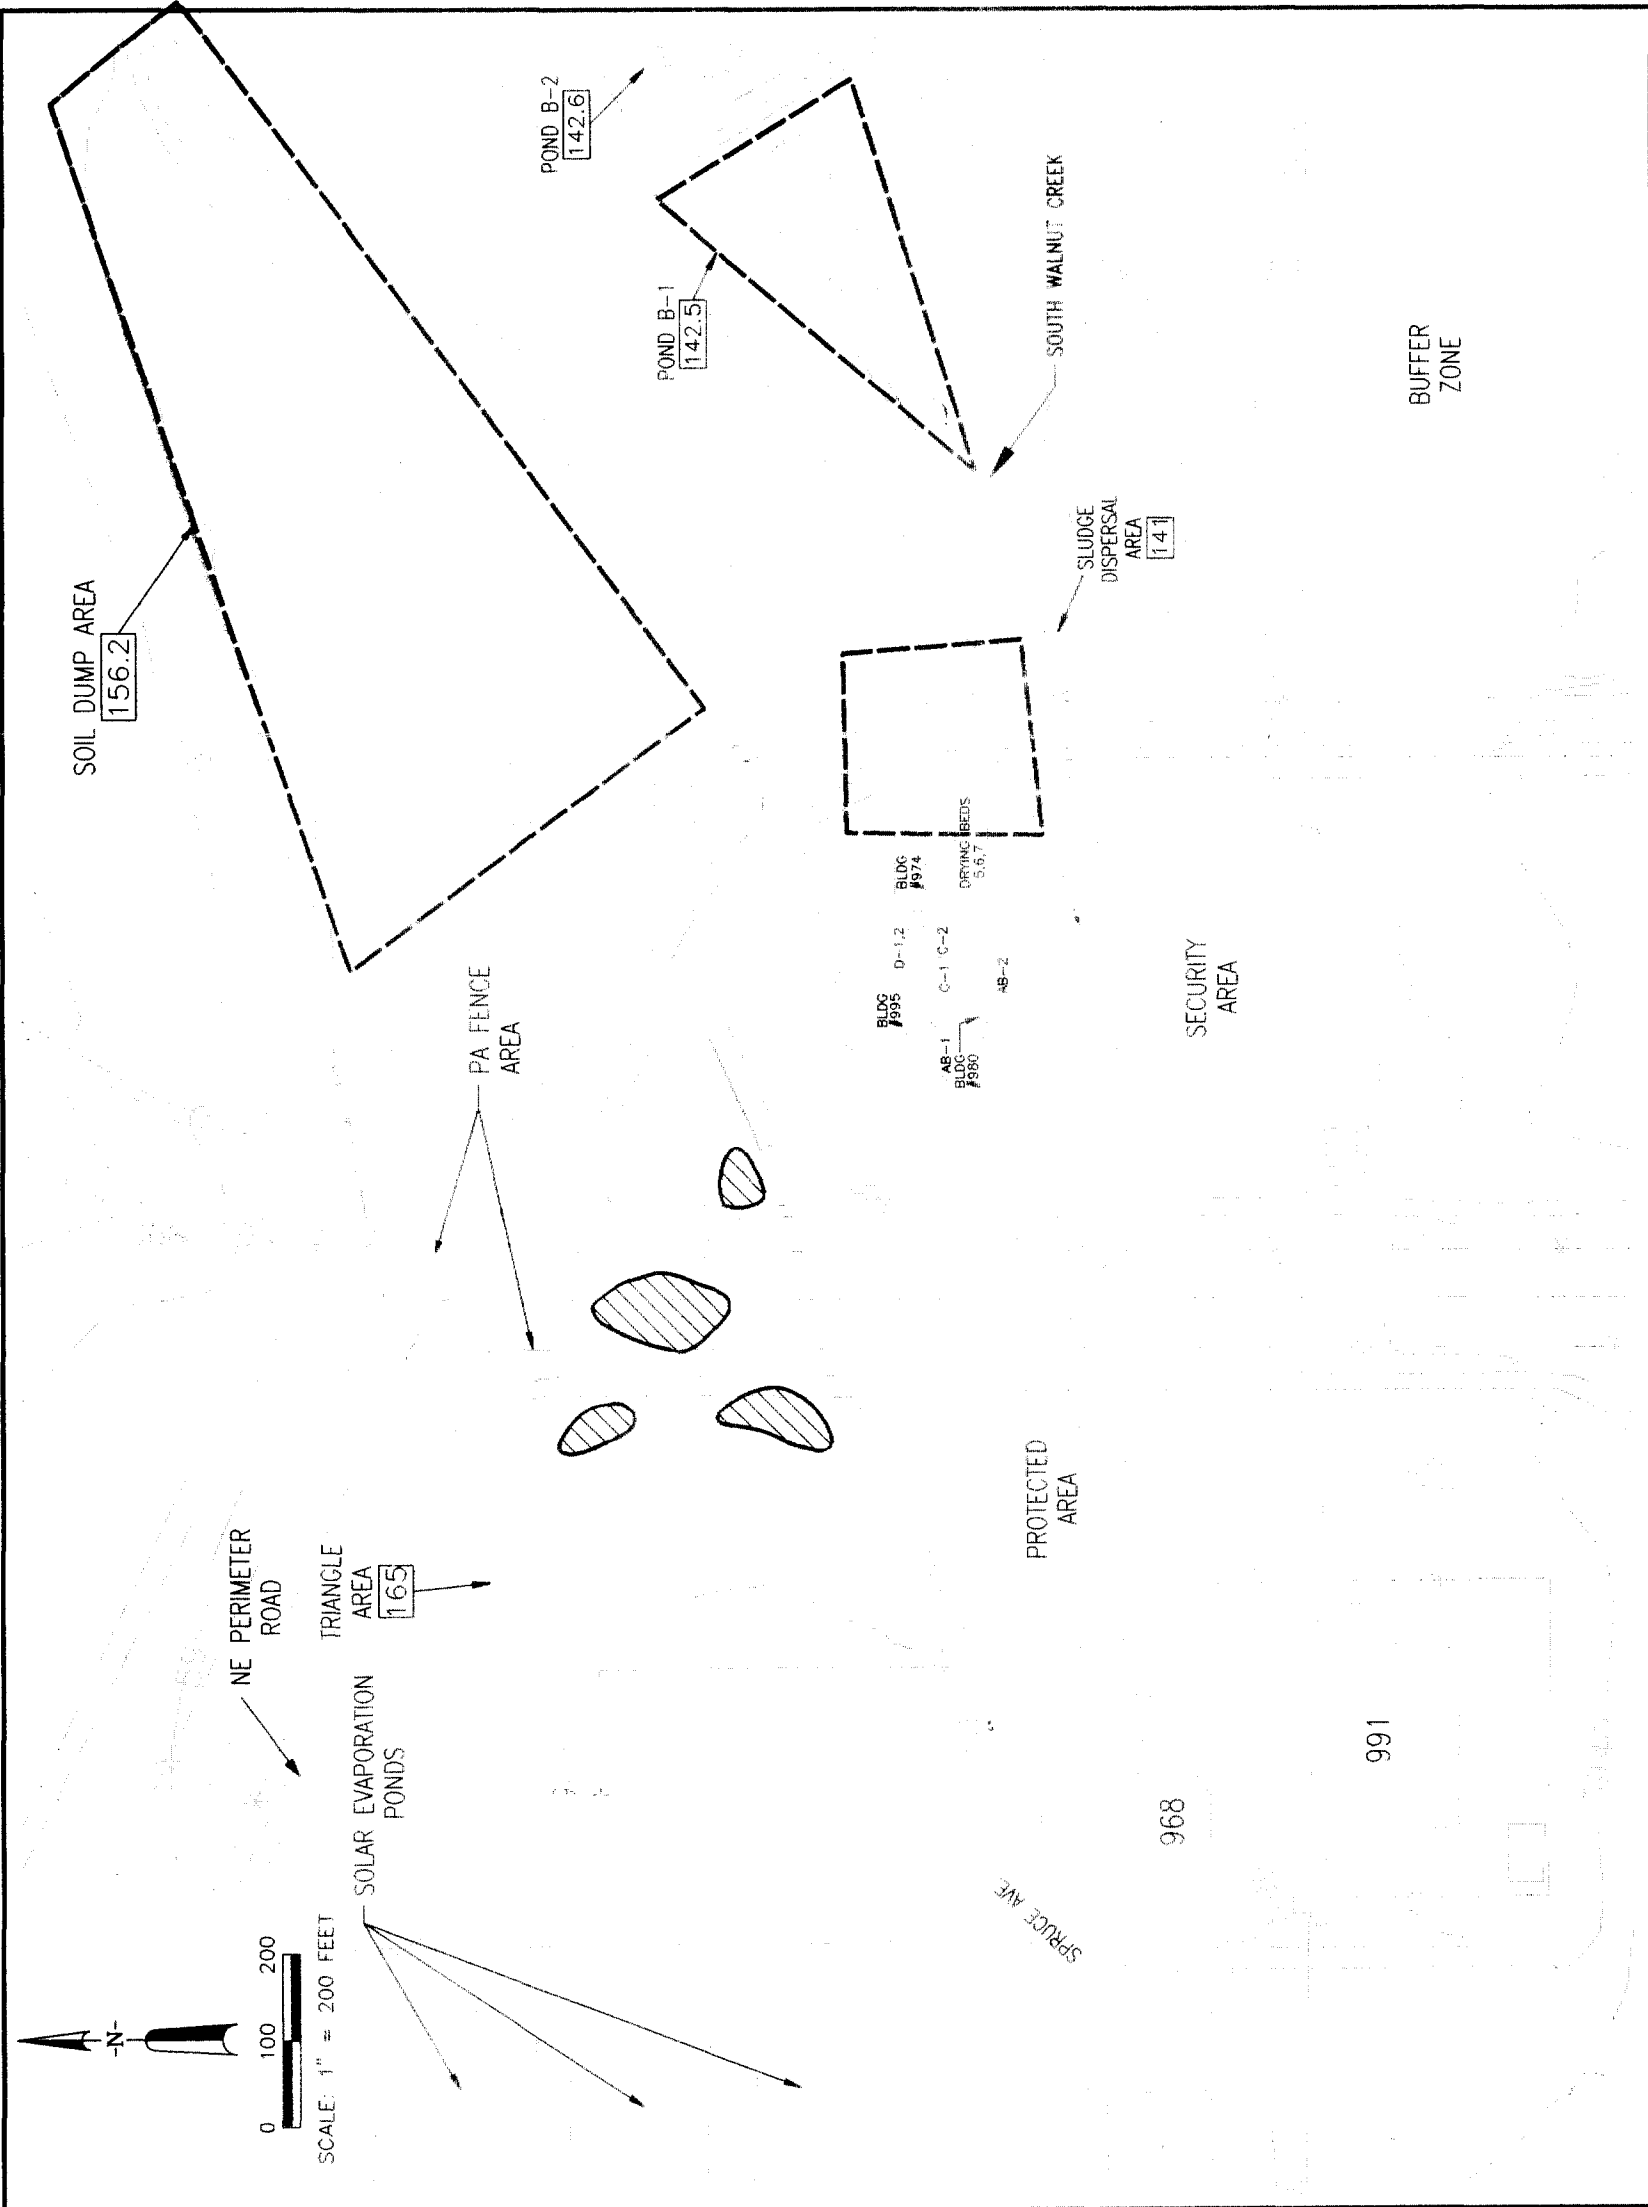 -N-
0 100 200
SCALE: 1" = 200 FEET
SOLAR EVAPORATION
PONDS
NE PERIMETER
ROAD
TRIANGLE
AREA
165
PA FENCE
AREA
SOIL DUMP AREA
156.2
POND B-2
142.6
POND B-1
142.5
SOUTH WALNUT CREEK
SLUDGE
DISPERSAL
AREA
141
BLDG
#974
DRYING BEDS
5,6,7
D-1,2
C-1 C-2
BLDG
#995
AB-2
AB-1
BLDG
#980
SECURITY
AREA
BUFFER
ZONE
PROTECTED
AREA
SPRUCE AVE
968
991